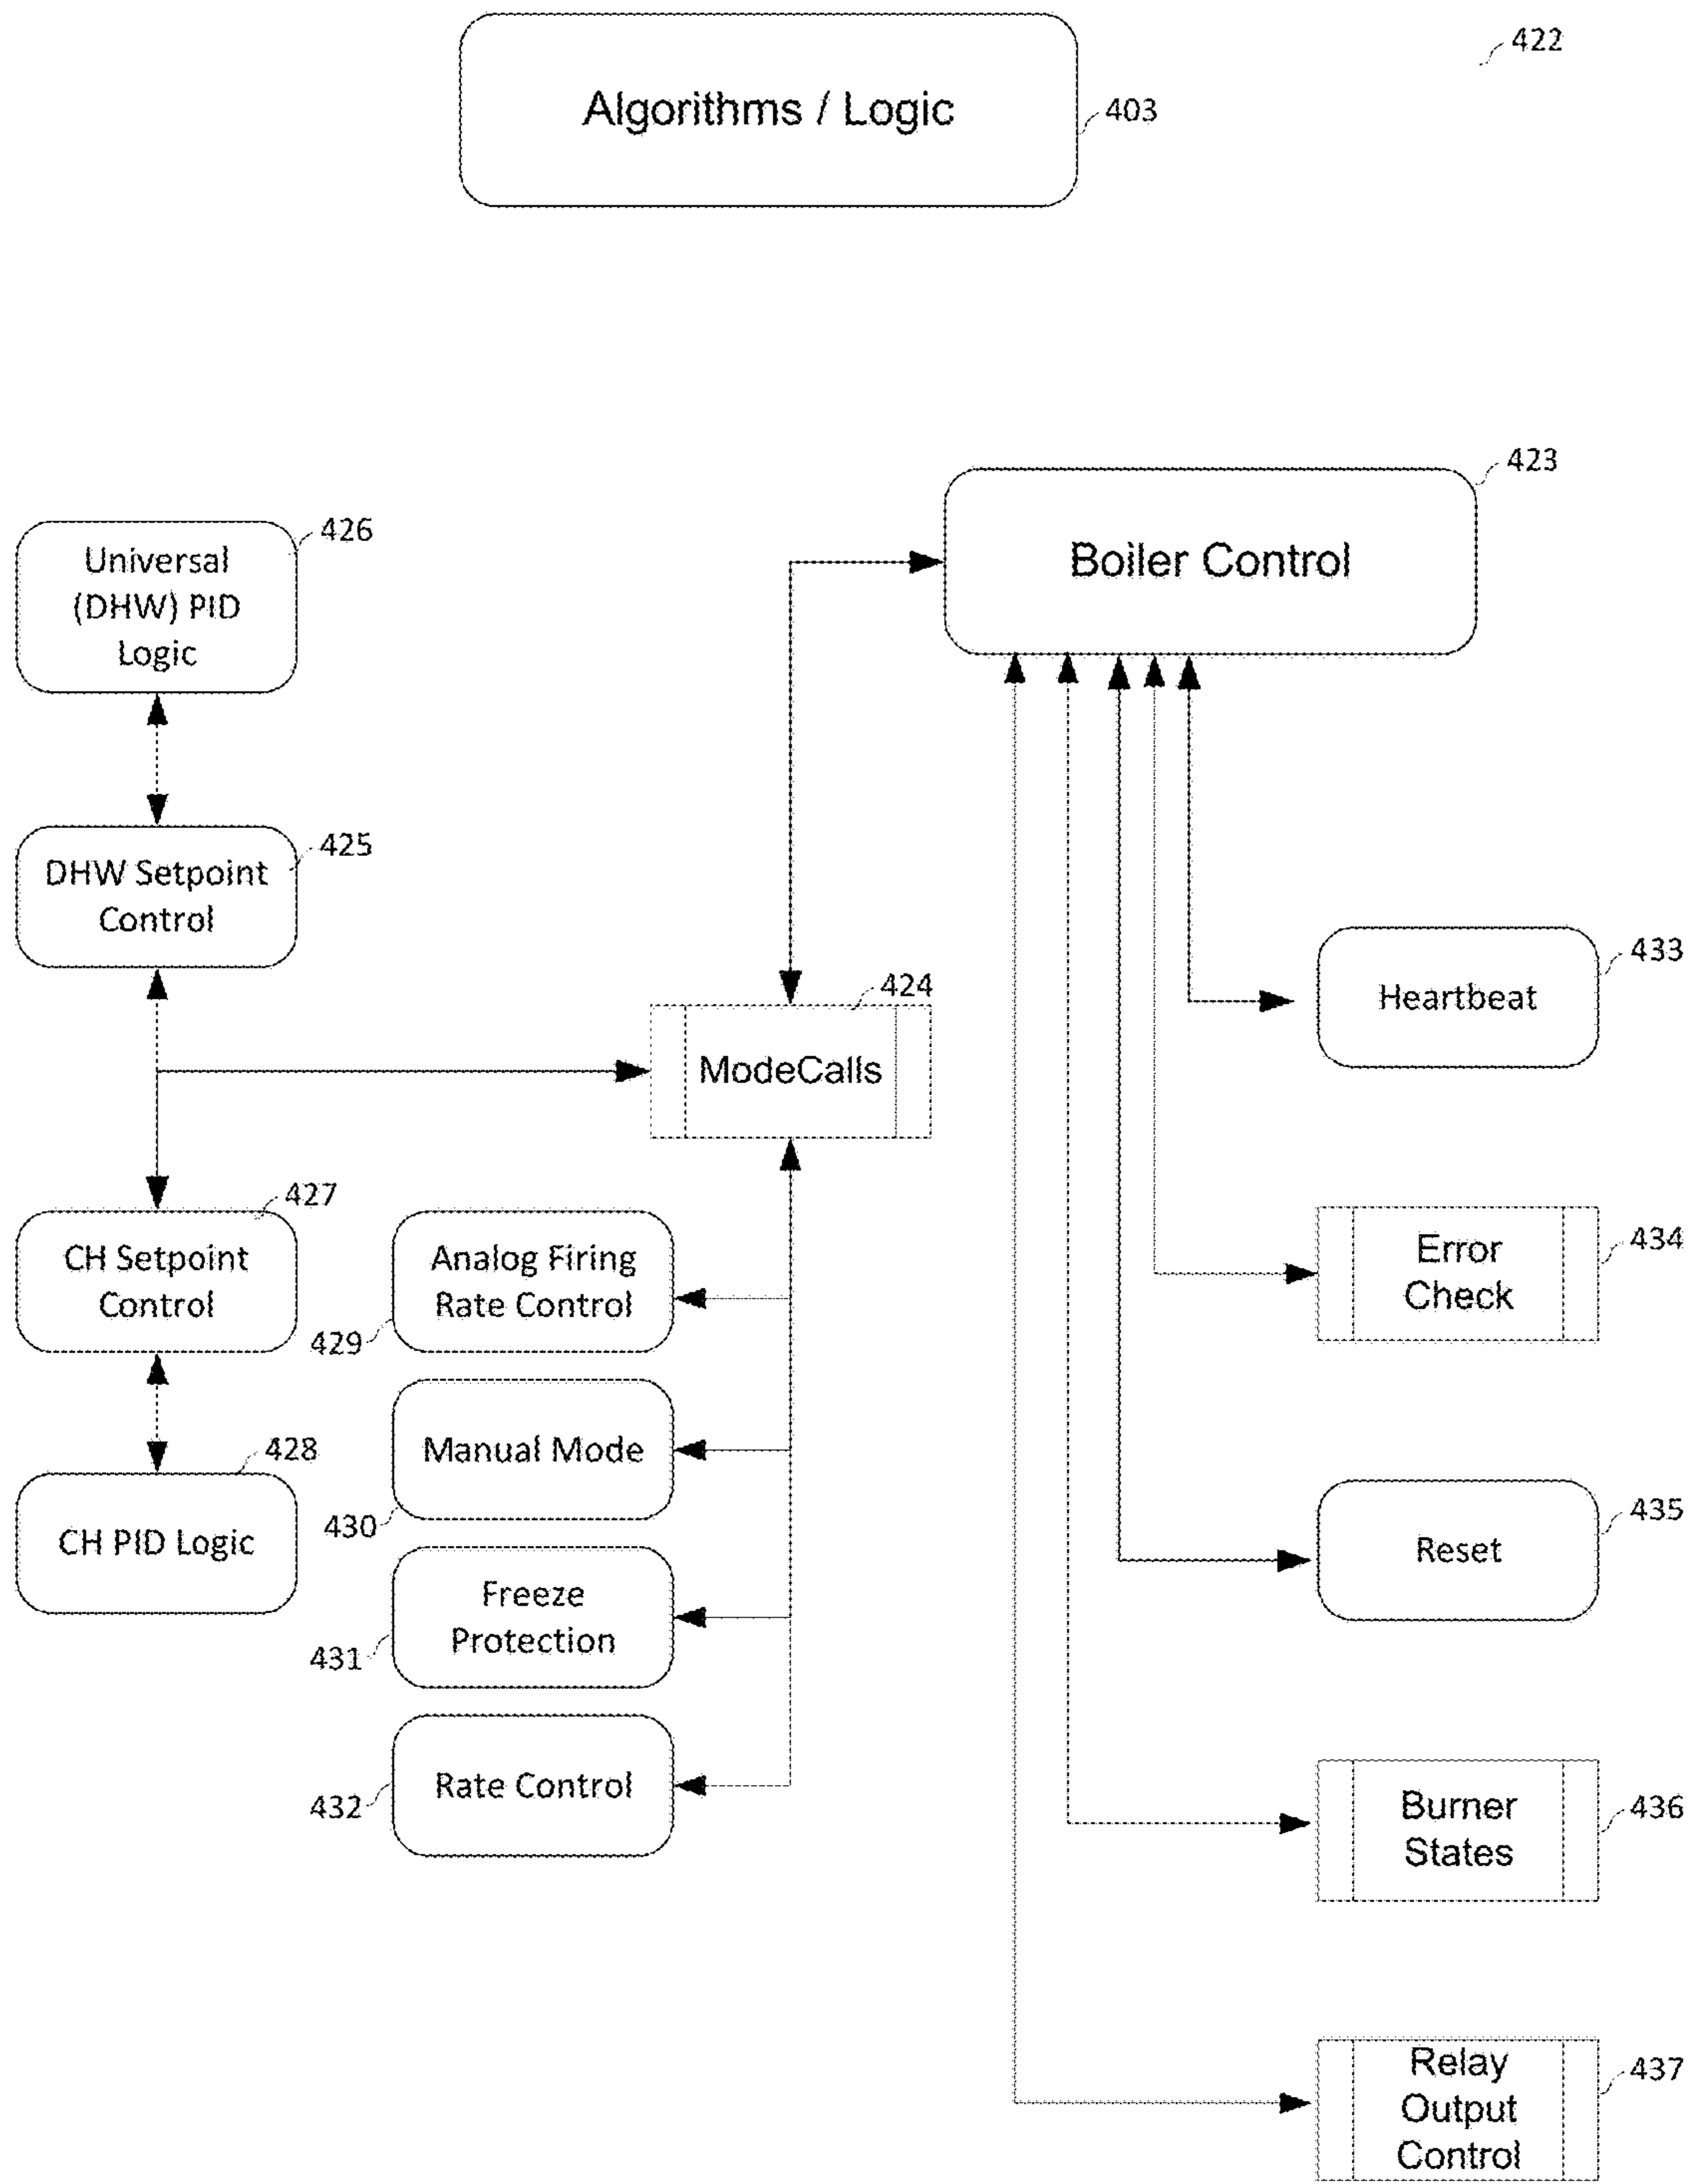 422
Algorithms / Logic
403
423
Boiler Control
426
Universal
(DHW) PID
Logic
425
DHW Setpoint
Control
424
ModeCalls
433
Heartbeat
427
CH Setpoint
Control
Analog Firing
Rate Control
429
434
Error
Check
428
CH PID Logic
Manual Mode
430
435
Reset
Freeze
Protection
431
Rate Control
432
436
Burner
States
437
Relay
Output
Control